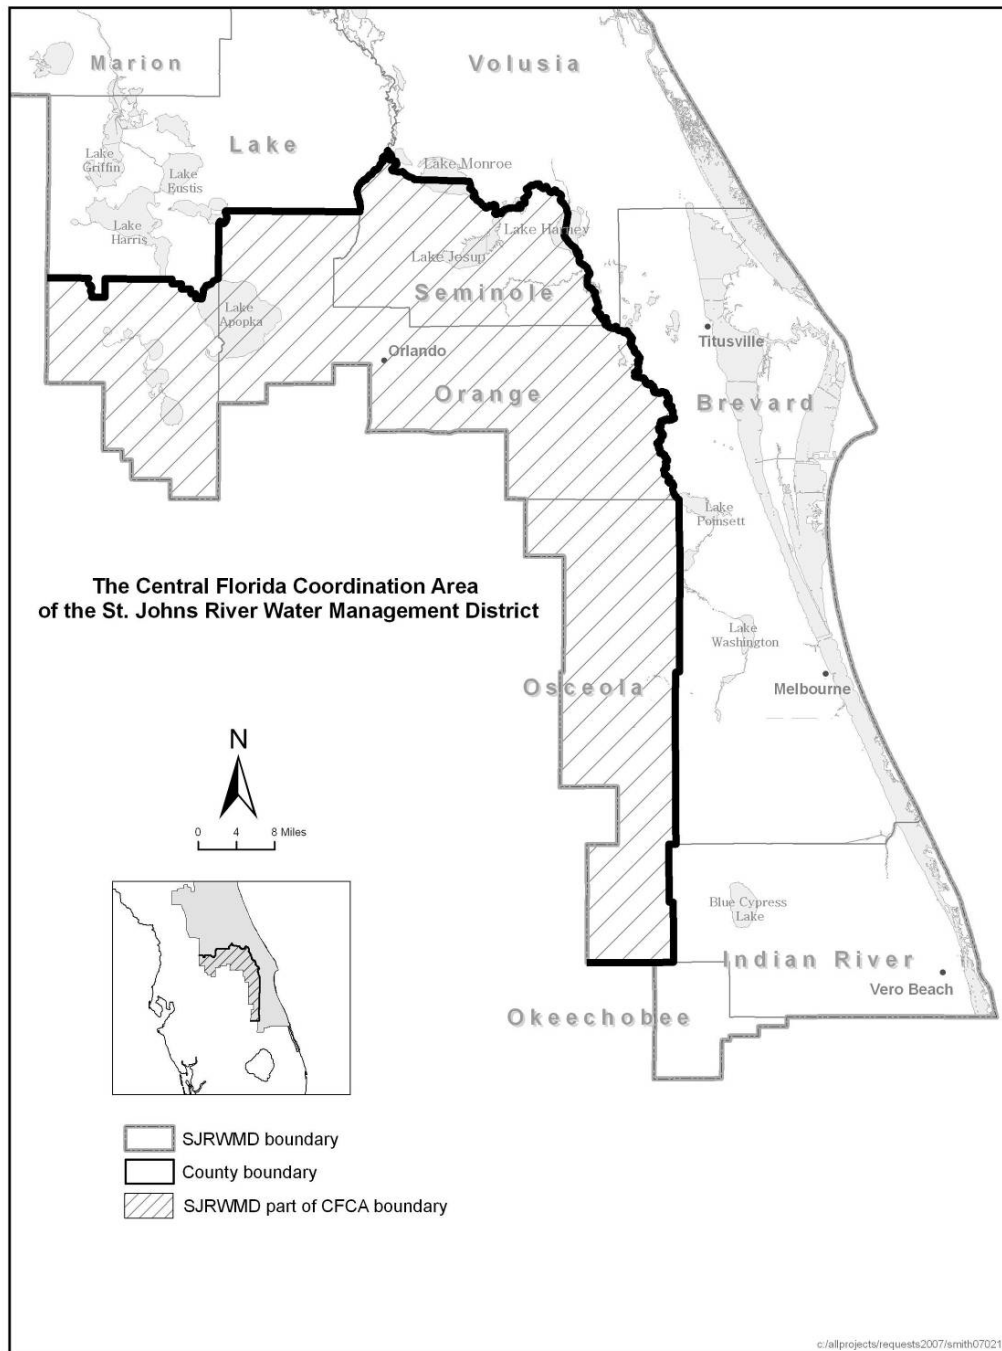 Marion
Volusia
Lake
Lake
Griffin
Lake
Eustis
Lake Monroe
Lake
Harris
Lake Harney
Lake Jesup
Seminole
Lake
Apopka
Orlando
Titusville
Orange
Brevard
Lake
Poinsett
The Central Florida Coordination Area
of the St. Johns River Water Management District
Lake
Washington
Osceola
Melbourne
N
0 4 8 Miles
Blue Cypress
Lake
Indian River
Vero Beach
Okeechobee
SJRWMD boundary
County boundary
SJRWMD part of CFCA boundary
c:/allprojects/requests2007/smith07021